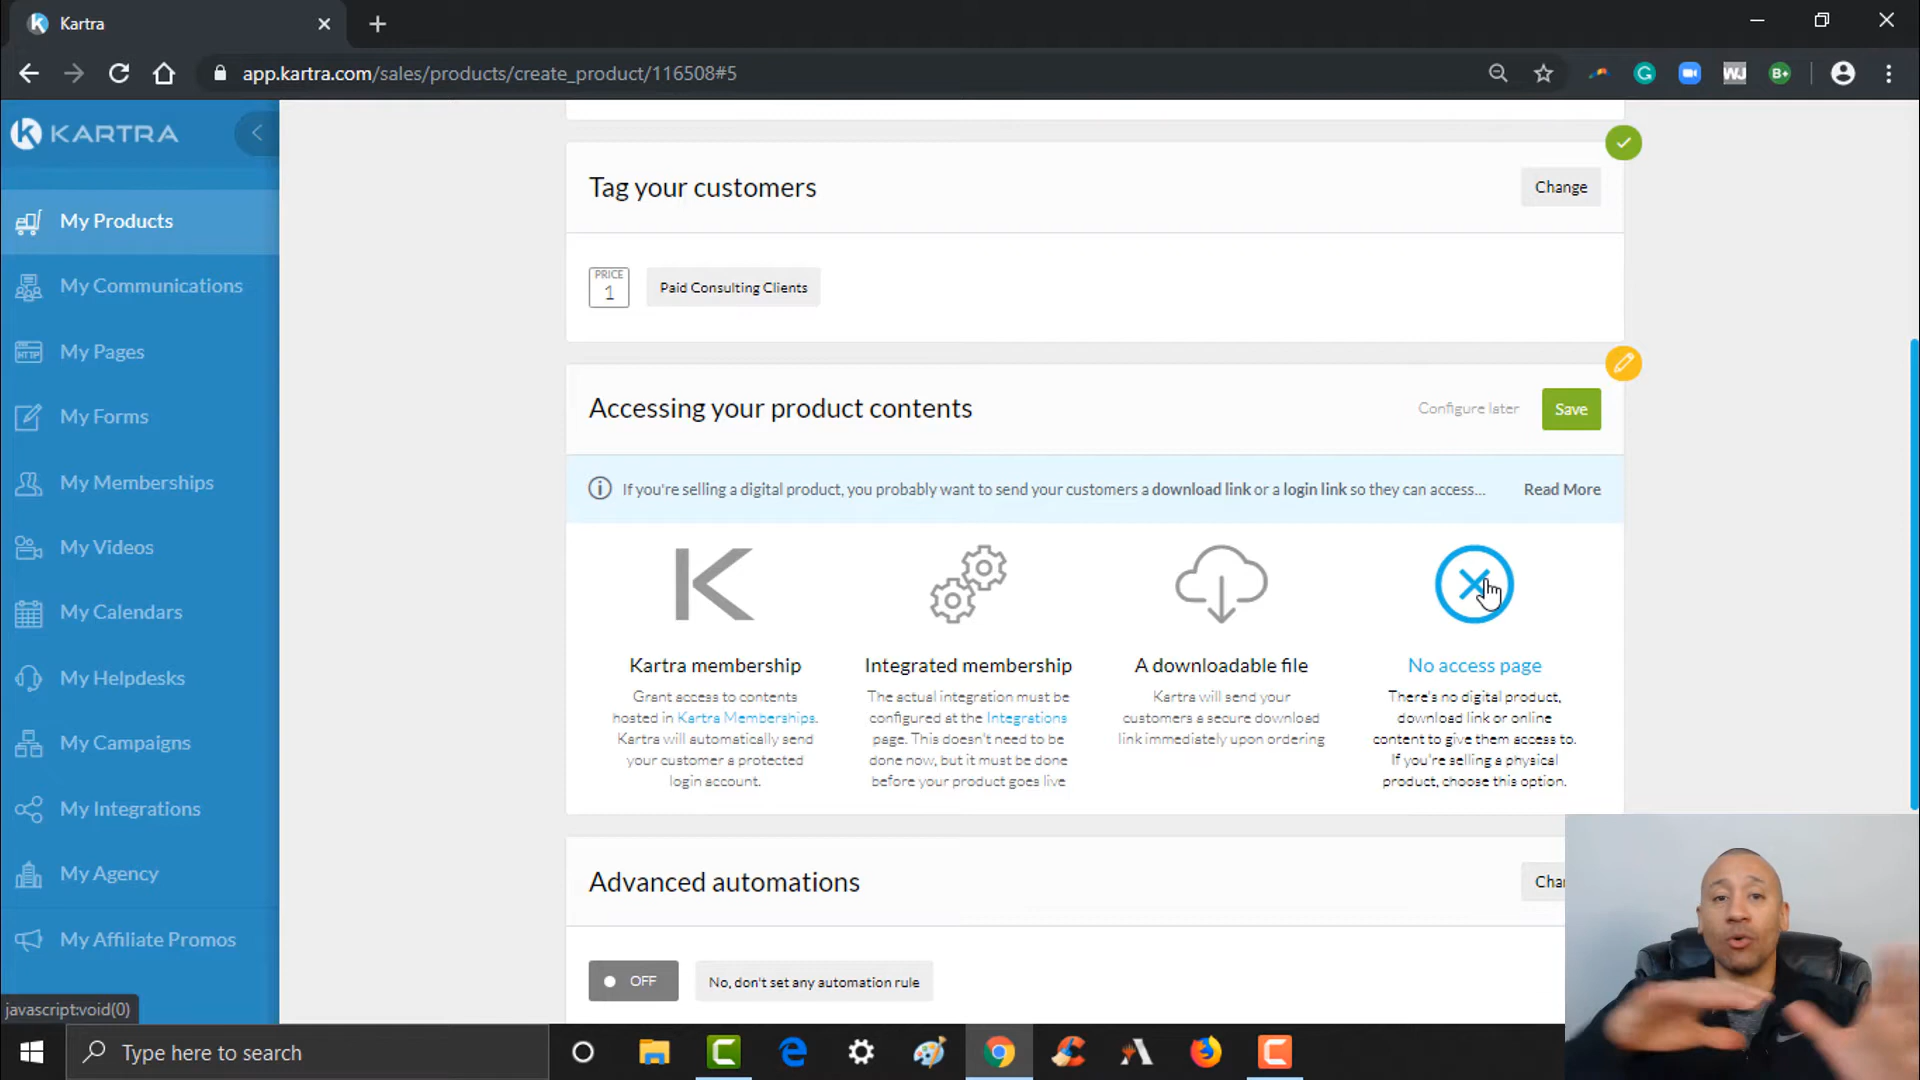 Kartra
app.kartra.com/sales/products/create_product/116508#5
KARTRA
My Products
My Communications
My Pages
My Forms
My Memberships
My Videos
My Calendars
My Helpdesks
My Campaigns
My Integrations
My Agency
My Affiliate Promos
javascript:void(0)
Tag your customers
Change
PRICE
1
Paid Consulting Clients
Accessing your product contents
Configure later
Save
If you're selling a digital product, you probably want to send your customers a download link or a login link so they can access...
Read More
Kartra membership
Grant access to contents
hosted in Kartra Memberships.
Kartra will automatically send
your customer a protected
login account.
Integrated membership
The actual integration must be
configured at the Integrations
page. This doesn't need to be
done now, but it must be done
before your product goes live
A downloadable file
Kartra will send your
customers a secure download
link immediately upon ordering
No access page
There's no digital product,
download link or online
content to give them access to.
If you're selling a physical
product, choose this option.
Advanced automations
Cha
OFF
No, don't set any automation rule
Type here to search